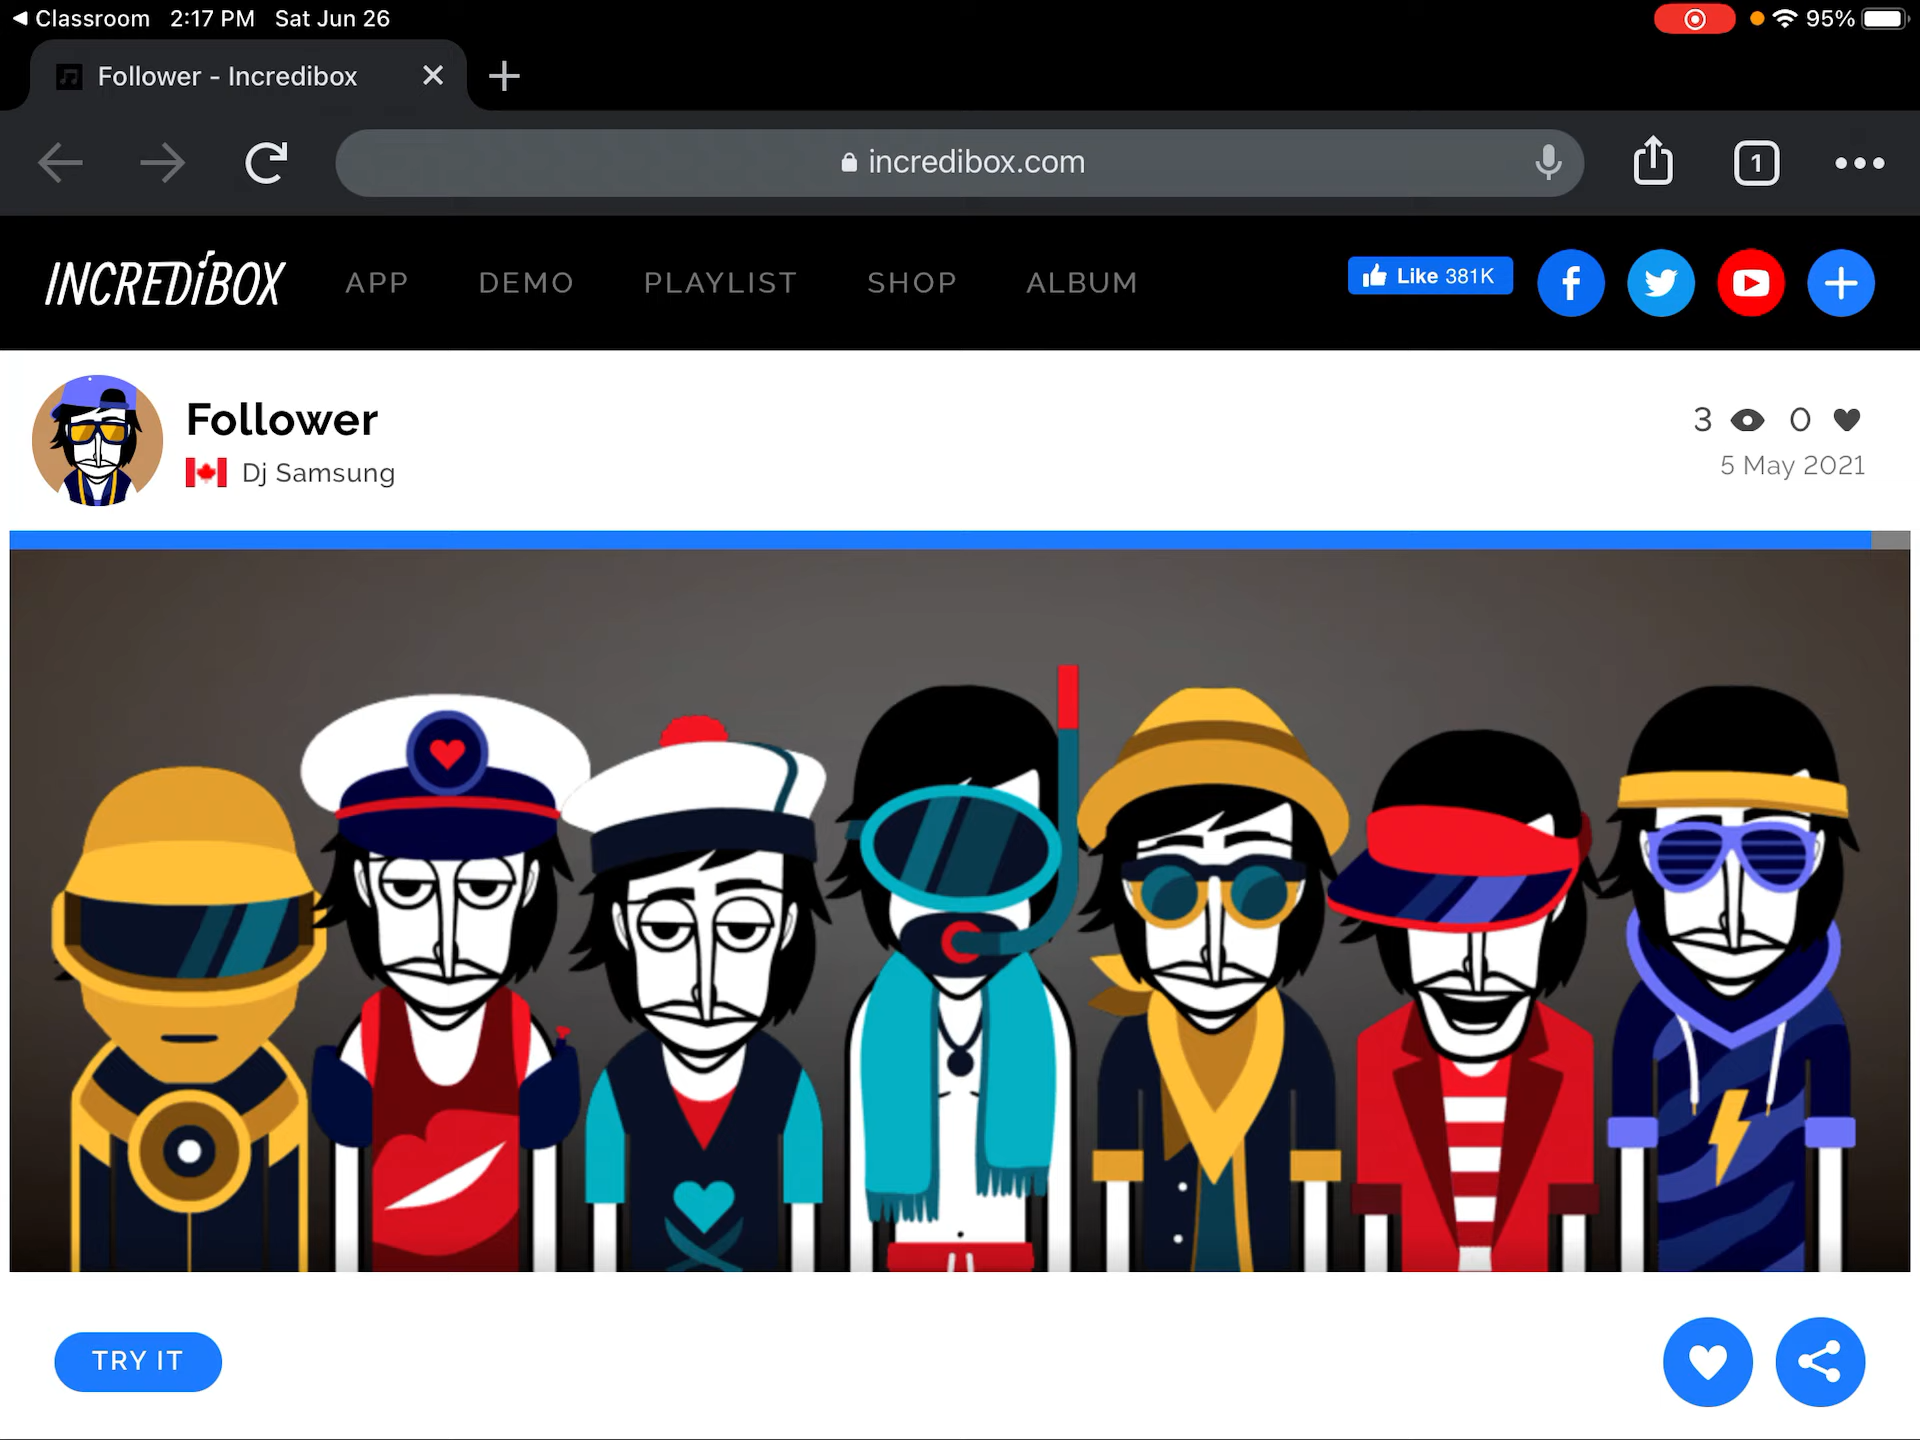 Classroom 2:17 PM Sat Jun 26 95%
Follower - Incredibox
incredibox.com 1
INCREDIBOX APP DEMO PLAYLIST SHOP ALBUM Like 381K
Follower 3 0
Dj Samsung 5 May 2021
TRY IT